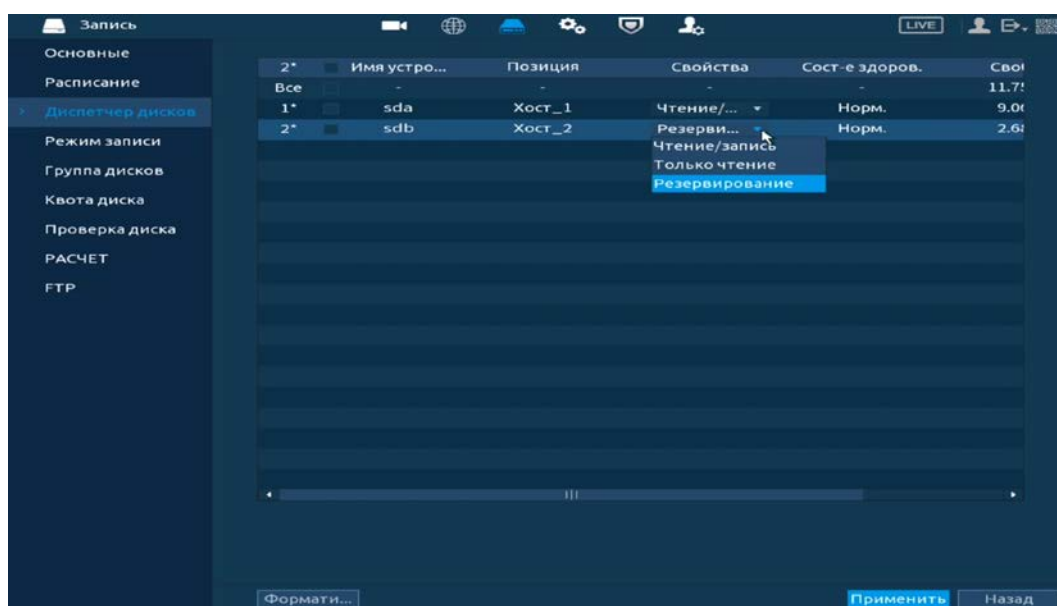 Запись LIVE
Основные
Расписание
Диспетчер дисков
Режим записи
Группа дисков
Квота диска
Проверка диска
РАСЧЕТ
FTP
2* Имя устро... Позиция Свойства Сост-е здоров.
Все - - - - 11.7
1* sda Хост_1 Чтение/... Норм. 9.0
2* sdb Хост_2 Резерви... Норм. 2.6
Чтение/запись
Только чтение
Резервирование
Формати... Применить Назад